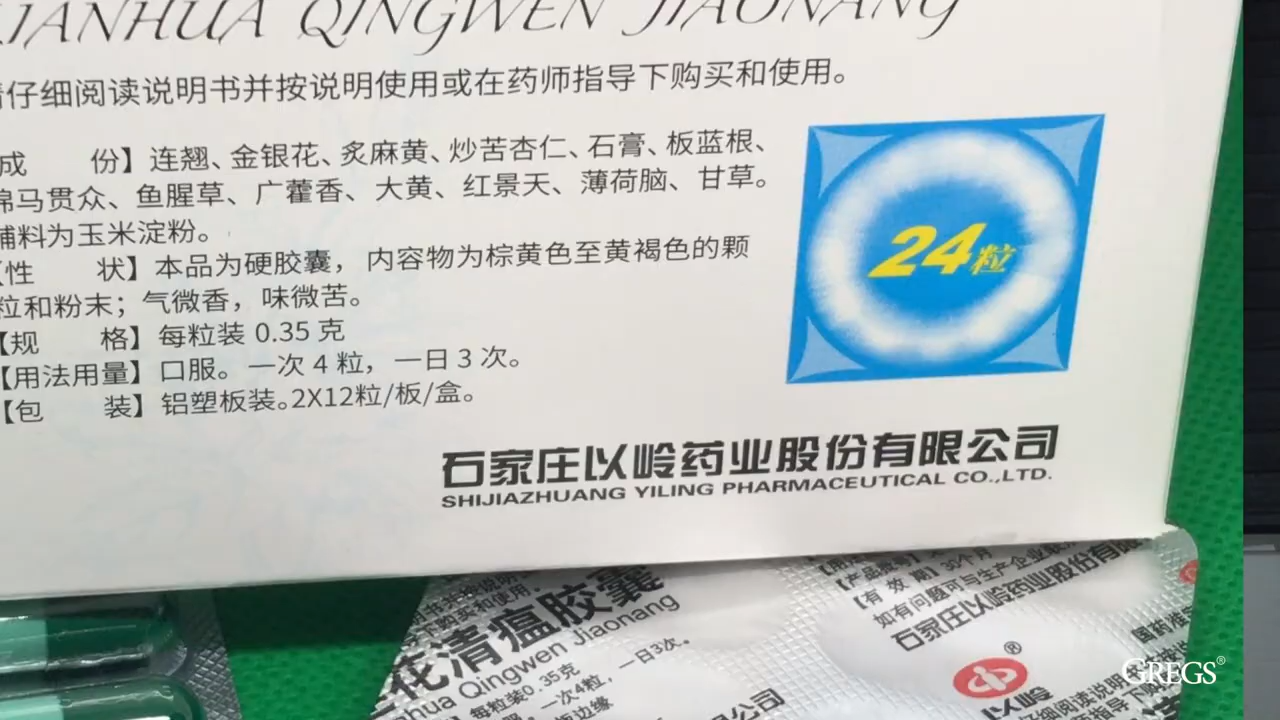 LIANHUA QINGWEN JIAONANG
请仔细阅读说明书并按说明使用或在药师指导下购买和使用。
成 份】连翘、金银花、炙麻黄、炒苦杏仁、石膏、板蓝根、
绵马贯众、鱼腥草、广藿香、大黄、红景天、薄荷脑、甘草。
辅料为玉米淀粉。
【性 状】本品为硬胶囊，内容物为棕黄色至黄褐色的颗
粒和粉末；气微香，味微苦。
【规 格】每粒装 0.35 克
【用法用量】口服。一次 4 粒，一日 3 次。
【包 装】铝塑板装。2X12粒/板/盒。
24粒
石家庄以岭药业股份有限公司
SHIJIAZHUANG YILING PHARMACEUTICAL CO.,LTD.
花清瘟胶囊
Qingwen Jiaonang
每粒装0.35克
一次4粒，
一日3次。
【有 效 期】30个月
如有问题可与生产企业联系
石家庄以岭药业股份有限
国药准
以岭
®
GREGS®